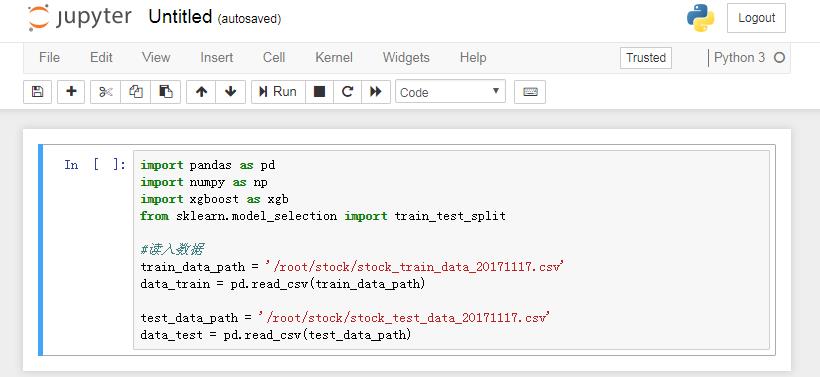 jupyter Untitled (autosaved) Logout
File Edit View Insert Cell Kernel Widgets Help Trusted Python 3
Run Code
In [ ]:
import pandas as pd
import numpy as np
import xgboost as xgb
from sklearn.model_selection import train_test_split
#读入数据
train_data_path = '/root/stock/stock_train_data_20171117.csv'
data_train = pd.read_csv(train_data_path)
test_data_path = '/root/stock/stock_test_data_20171117.csv'
data_test = pd.read_csv(test_data_path)